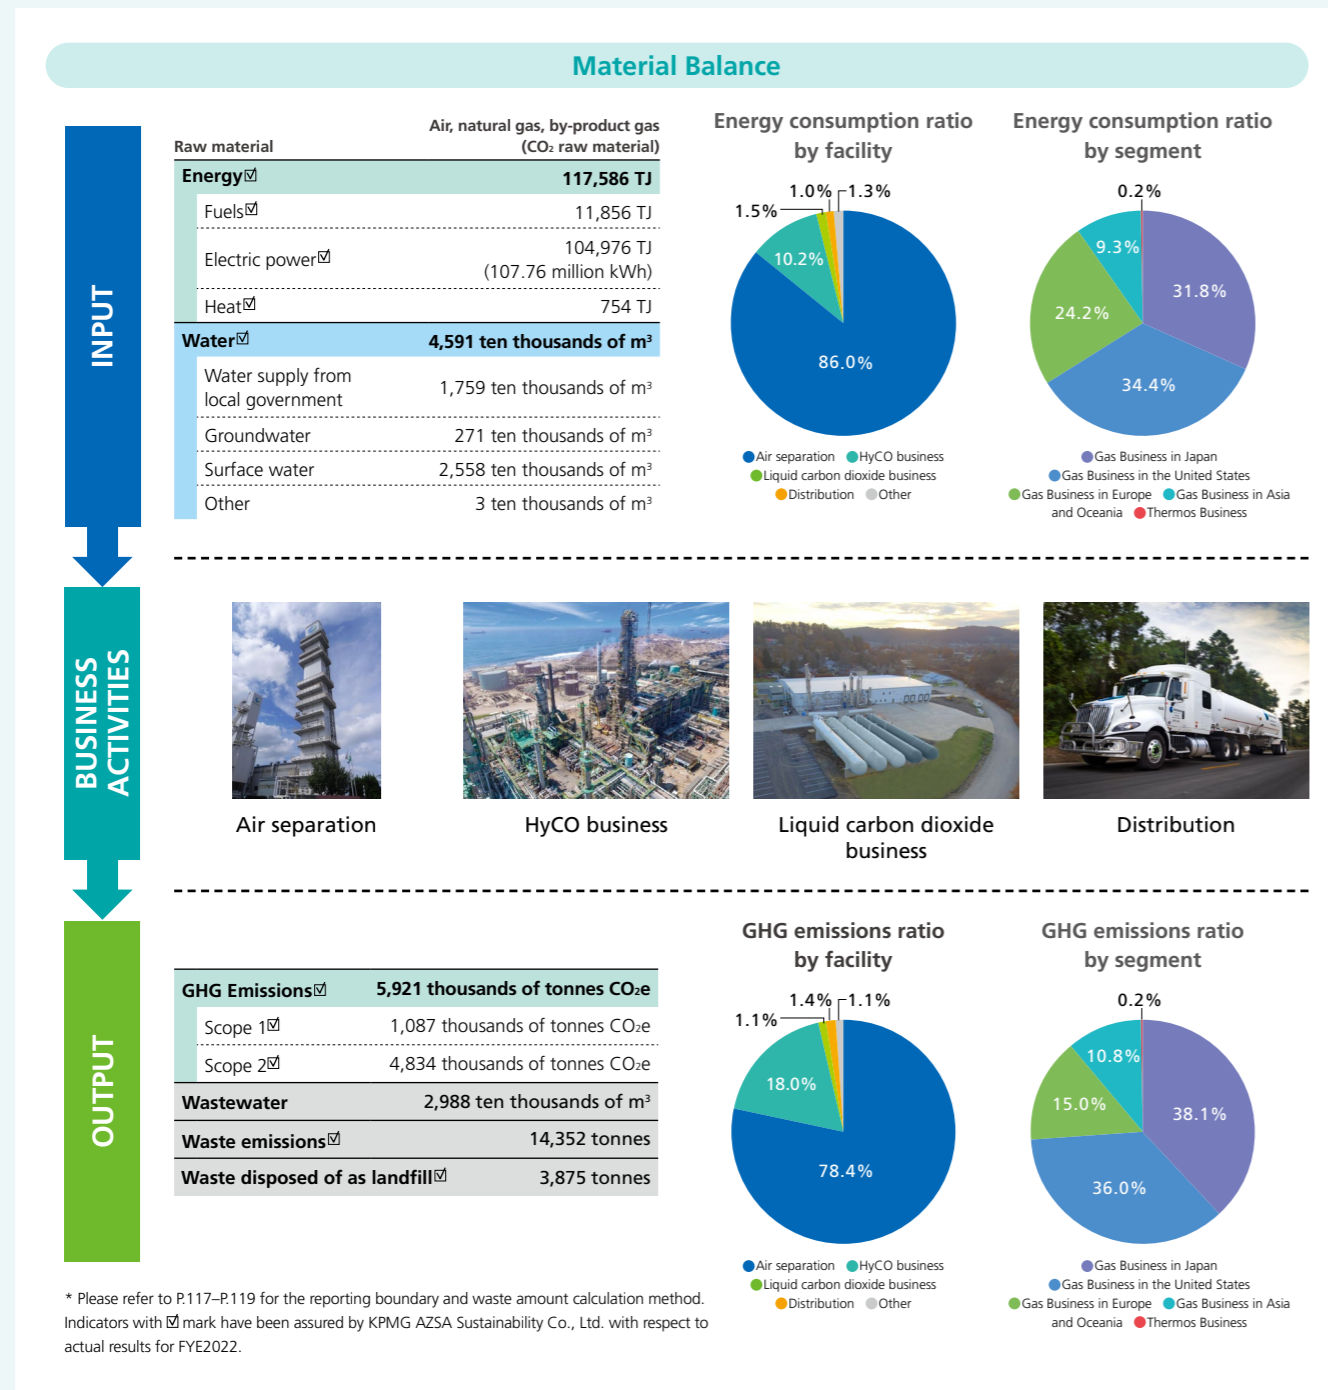 Material Balance
INPUT
Raw material
Air, natural gas, by-product gas
(CO₂ raw material)
Energy☑ 117,586 TJ
Fuels☑ 11,856 TJ
Electric power☑ 104,976 TJ
(107.76 million kWh)
Heat☑ 754 TJ
Water☑ 4,591 ten thousands of m³
Water supply from
local government
1,759 ten thousands of m³
Groundwater 271 ten thousands of m³
Surface water 2,558 ten thousands of m³
Other 3 ten thousands of m³
Energy consumption ratio
by facility
1.0% 1.3%
1.5%
10.2%
86.0%
Air separation HyCO business
Liquid carbon dioxide business
Distribution Other
Energy consumption ratio
by segment
0.2%
9.3%
31.8%
24.2%
34.4%
Gas Business in Japan
Gas Business in the United States
Gas Business in Europe Gas Business in Asia
and Oceania Thermos Business
BUSINESS
ACTIVITIES
Air separation
HyCO business
Liquid carbon dioxide
business
Distribution
OUTPUT
GHG Emissions☑ 5,921 thousands of tonnes CO₂e
Scope 1☑ 1,087 thousands of tonnes CO₂e
Scope 2☑ 4,834 thousands of tonnes CO₂e
Wastewater 2,988 ten thousands of m³
Waste emissions☑ 14,352 tonnes
Waste disposed of as landfill☑ 3,875 tonnes
GHG emissions ratio
by facility
1.4% 1.1%
1.1%
18.0%
78.4%
Air separation HyCO business
Liquid carbon dioxide business
Distribution Other
GHG emissions ratio
by segment
0.2%
10.8%
15.0%
38.1%
36.0%
Gas Business in Japan
Gas Business in the United States
Gas Business in Europe Gas Business in Asia
and Oceania Thermos Business
* Please refer to P.117–P.119 for the reporting boundary and waste amount calculation method.
Indicators with ☑ mark have been assured by KPMG AZSA Sustainability Co., Ltd. with respect to
actual results for FYE2022.